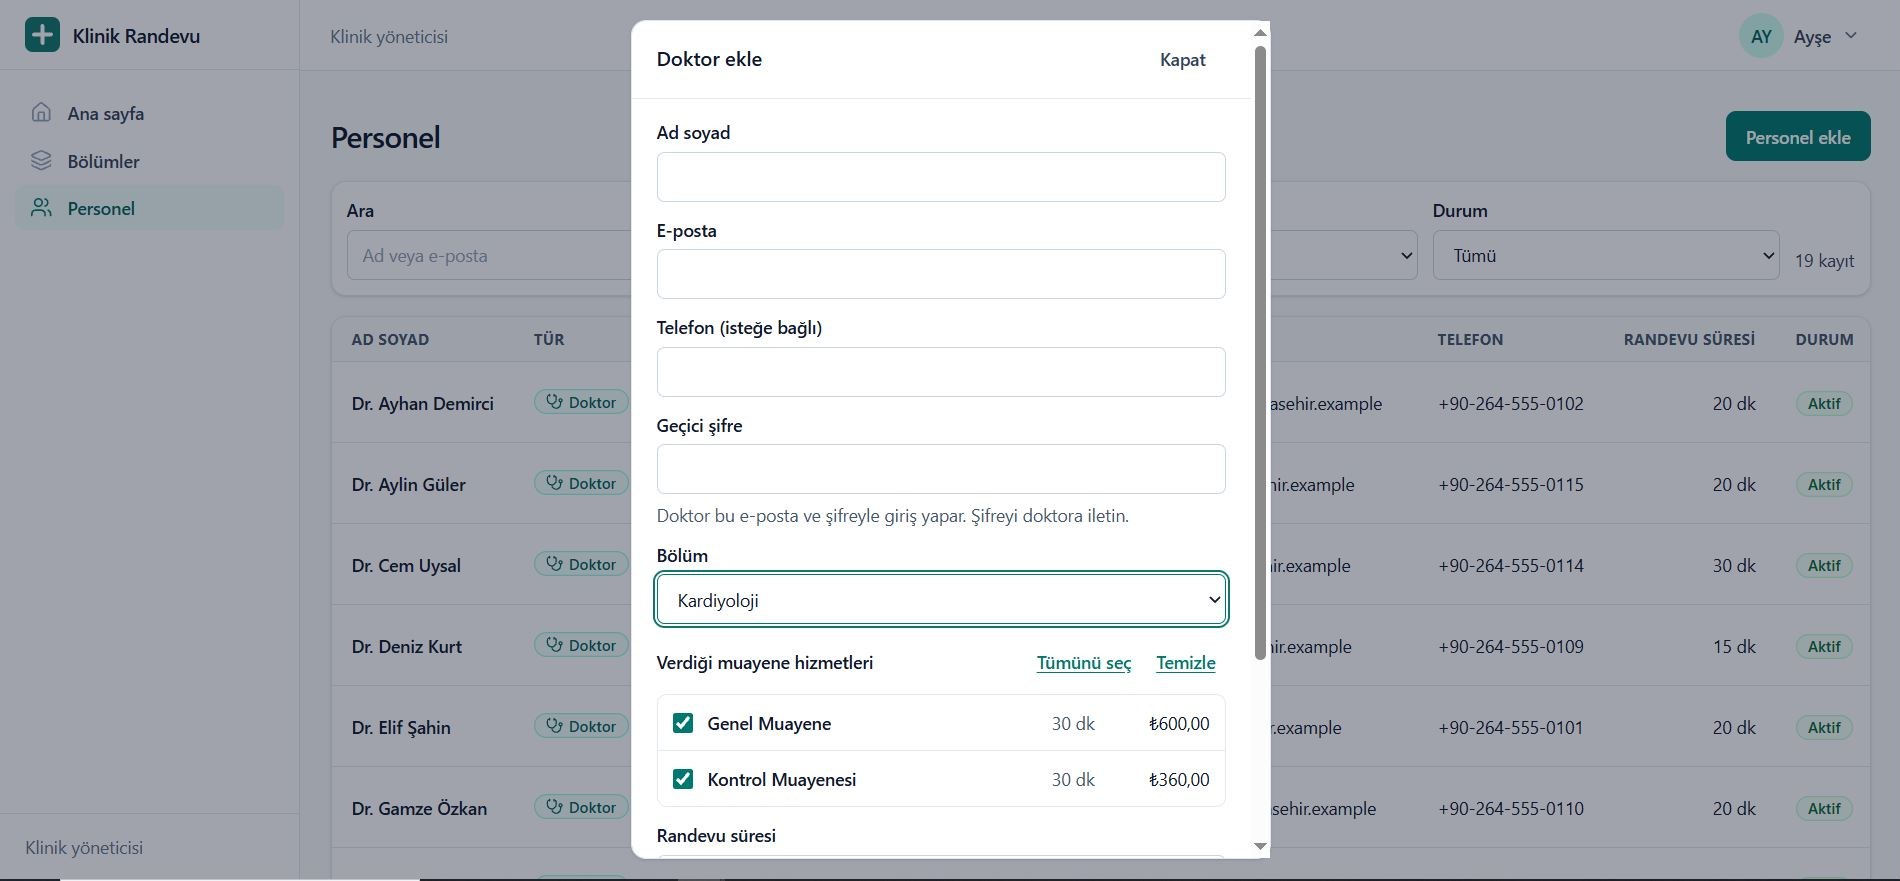 Klinik Randevu
Klinik yöneticisi
AY Ayşe
Ana sayfa
Bölümler
Personel
Klinik yöneticisi
Personel
Personel ekle
Ara
Ad veya e-posta
Durum
Tümü
19 kayıt
AD SOYAD TÜR TELEFON RANDEVU SÜRESİ DURUM
Dr. Ayhan Demirci Doktor asehir.example +90-264-555-0102 20 dk Aktif
Dr. Aylin Güler Doktor hir.example +90-264-555-0115 20 dk Aktif
Dr. Cem Uysal Doktor ir.example +90-264-555-0114 30 dk Aktif
Dr. Deniz Kurt Doktor hir.example +90-264-555-0109 15 dk Aktif
Dr. Elif Şahin Doktor r.example +90-264-555-0101 20 dk Aktif
Dr. Gamze Özkan Doktor sehir.example +90-264-555-0110 20 dk Aktif
Doktor ekle
Kapat
Ad soyad
E-posta
Telefon (isteğe bağlı)
Geçici şifre
Doktor bu e-posta ve şifreyle giriş yapar. Şifreyi doktora iletin.
Bölüm
Kardiyoloji
Verdiği muayene hizmetleri Tümünü seç Temizle
Genel Muayene 30 dk ₺600,00
Kontrol Muayenesi 30 dk ₺360,00
Randevu süresi